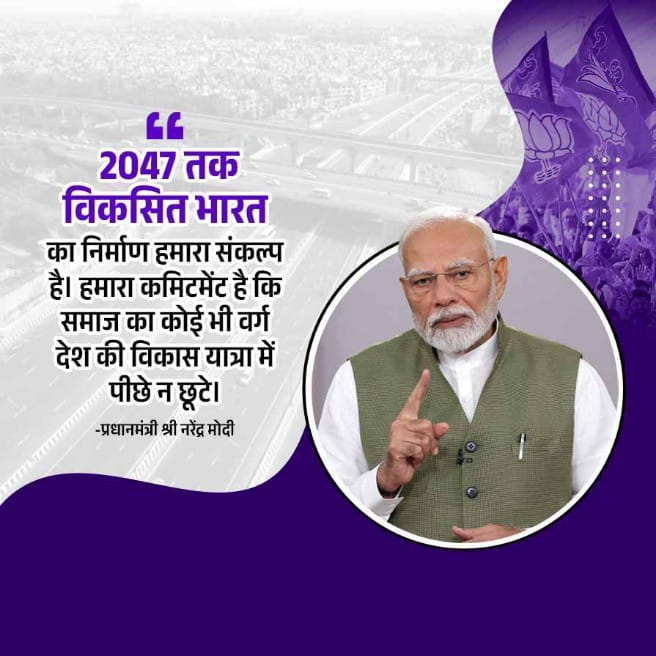 “
2047 तक
विकसित भारत
का निर्माण हमारा संकल्प
है। हमारा कमिटमेंट है कि
समाज का कोई भी वर्ग
देश की विकास यात्रा में
पीछे न छूटे।
-प्रधानमंत्री श्री नरेंद्र मोदी